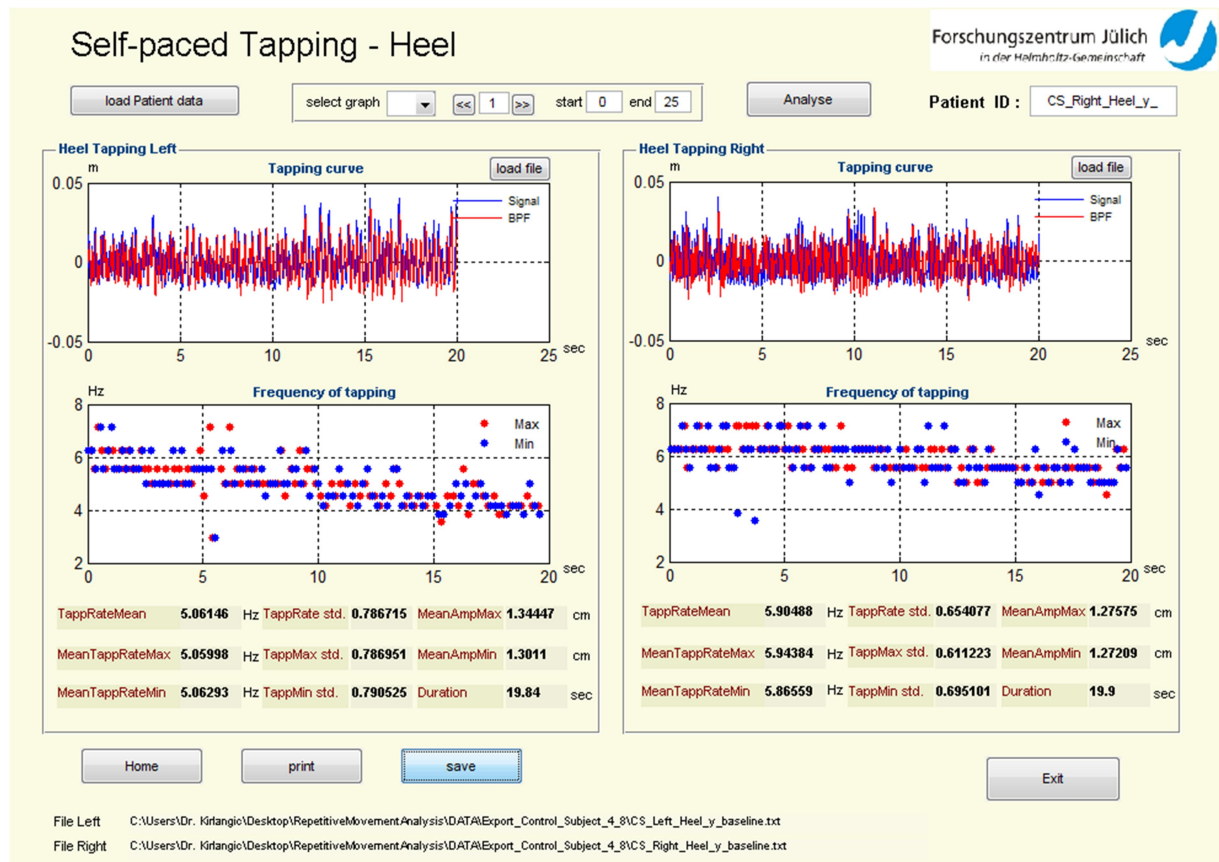 Self-paced Tapping - Heel
Forschungszentrum Jülich
in der Helmholtz-Gemeinschaft
load Patient data
select graph << 1 >> start 0 end 25
Analyse
Patient ID : CS_Right_Heel_y_
Heel Tapping Left
m Tapping curve load file
0.05
0
-0.05
Signal
BPF
0 5 10 15 20 25 sec
Hz Frequency of tapping
8
6
4
2
Max
Min
0 5 10 15 20 sec
TappRateMean 5.06146 Hz TappRate std. 0.786715 MeanAmpMax 1.34447 cm
MeanTappRateMax 5.05998 Hz TappMax std. 0.786951 MeanAmpMin 1.3011 cm
MeanTappRateMin 5.06293 Hz TappMin std. 0.790525 Duration 19.84 sec
Heel Tapping Right
m Tapping curve load file
0.05
0
-0.05
Signal
BPF
0 5 10 15 20 25 sec
Hz Frequency of tapping
8
6
4
2
Max
Min
0 5 10 15 20 sec
TappRateMean 5.90488 Hz TappRate std. 0.654077 MeanAmpMax 1.27575 cm
MeanTappRateMax 5.94384 Hz TappMax std. 0.611223 MeanAmpMin 1.27209 cm
MeanTappRateMin 5.86559 Hz TappMin std. 0.695101 Duration 19.9 sec
Home print save Exit
File Left C:\Users\Dr. Kirlangic\Desktop\RepetitiveMovementAnalysis\DATA\Export_Control_Subject_4_8\CS_Left_Heel_y_baseline.txt
File Right C:\Users\Dr. Kirlangic\Desktop\RepetitiveMovementAnalysis\DATA\Export_Control_Subject_4_8\CS_Right_Heel_y_baseline.txt